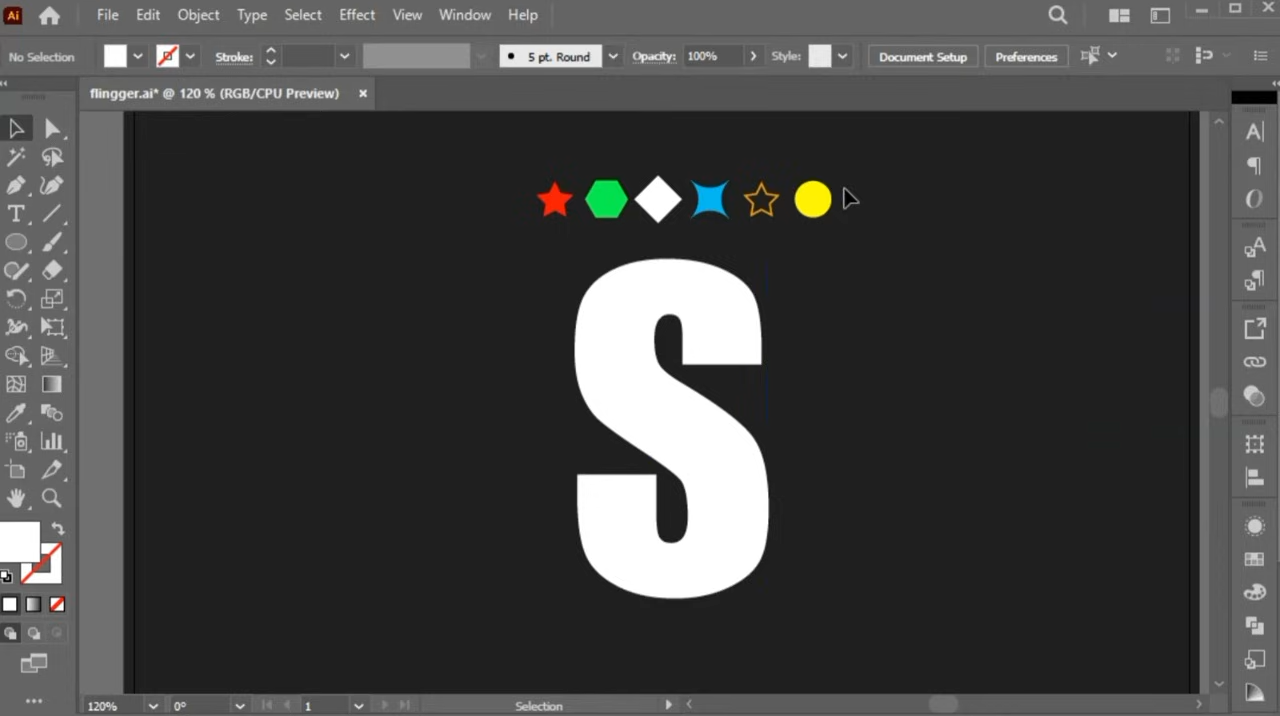 Ai File Edit Object Type Select Effect View Window Help
No Selection Stroke: 5 pt. Round Opacity: 100% Style: Document Setup Preferences
flingger.ai* @ 120 % (RGB/CPU Preview) ×
S
120% 0° 1 Selection